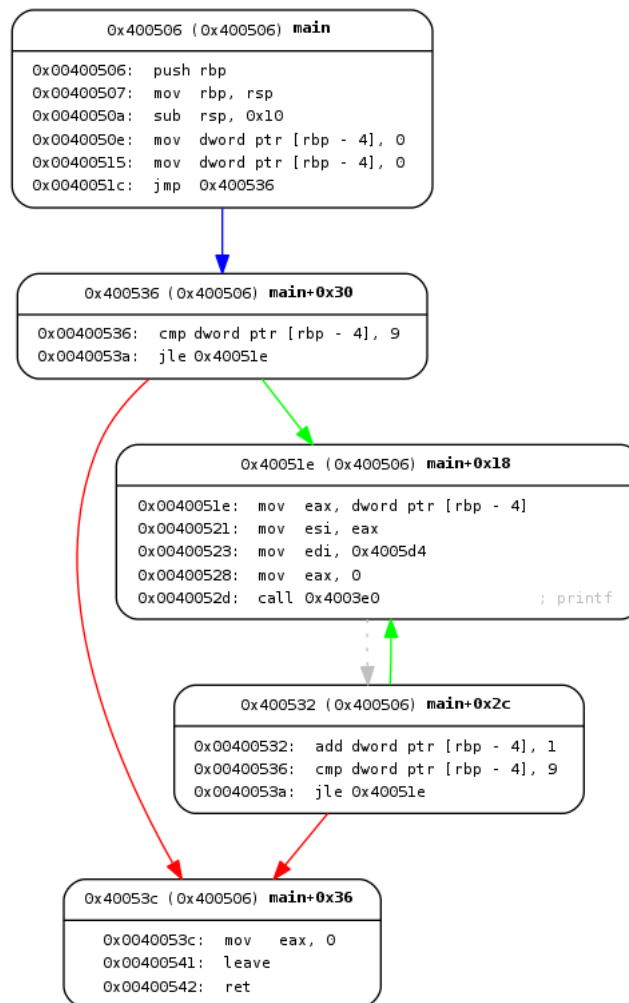 0x400506 (0x400506) main
0x00400506: push rbp
0x00400507: mov rbp, rsp
0x0040050a: sub rsp, 0x10
0x0040050e: mov dword ptr [rbp - 4], 0
0x00400515: mov dword ptr [rbp - 4], 0
0x0040051c: jmp 0x400536
0x400536 (0x400506) main+0x30
0x00400536: cmp dword ptr [rbp - 4], 9
0x0040053a: jle 0x40051e
0x40051e (0x400506) main+0x18
0x0040051e: mov eax, dword ptr [rbp - 4]
0x00400521: mov esi, eax
0x00400523: mov edi, 0x4005d4
0x00400528: mov eax, 0
0x0040052d: call 0x4003e0 ; printf
0x400532 (0x400506) main+0x2c
0x00400532: add dword ptr [rbp - 4], 1
0x00400536: cmp dword ptr [rbp - 4], 9
0x0040053a: jle 0x40051e
0x40053c (0x400506) main+0x36
0x0040053c: mov eax, 0
0x00400541: leave
0x00400542: ret